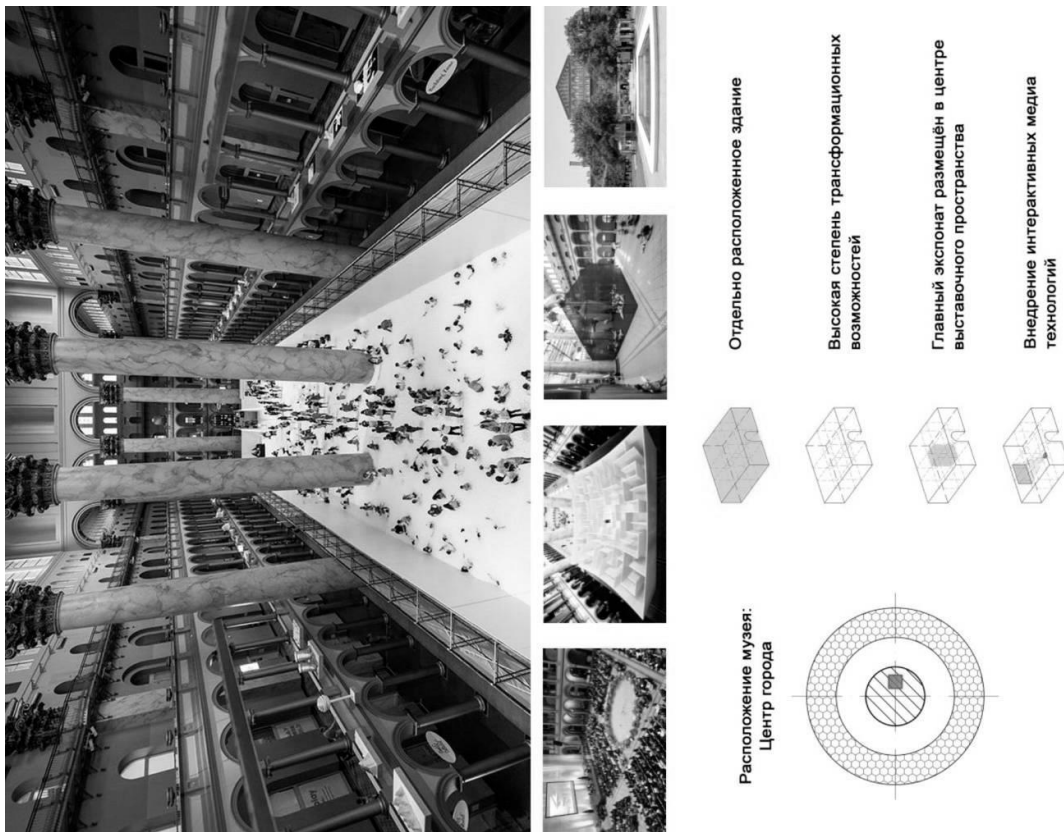 Расположение музея:
Центр города
Отдельно расположенное здание
Высокая степень трансформационных
возможностей
Главный экспонат размещён в центре
выставочного пространства
Внедрение интерактивных медиа
технологий